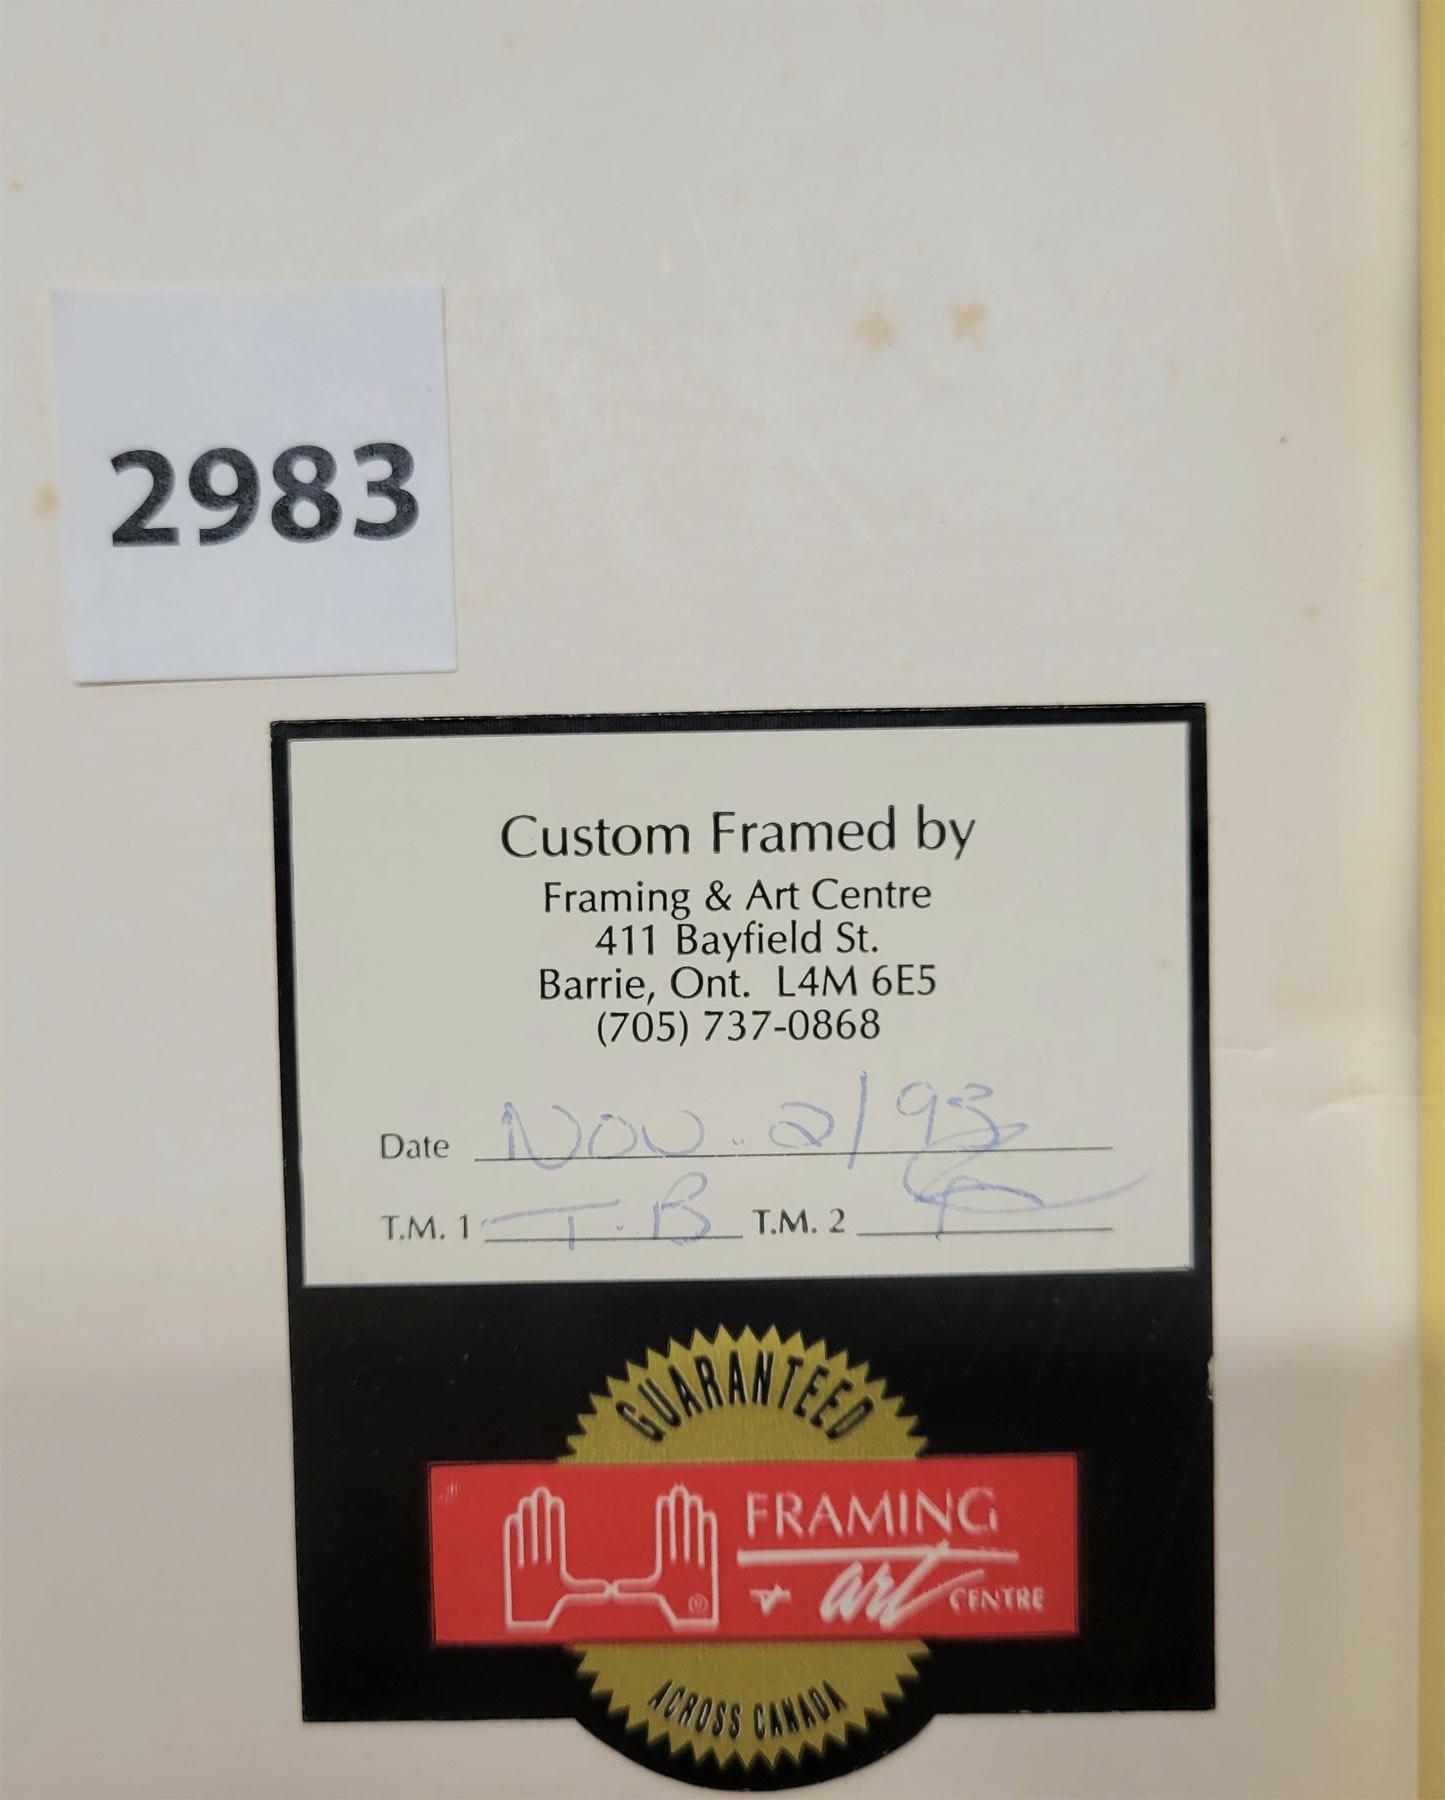 2983
Custom Framed by
Framing & Art Centre
411 Bayfield St.
Barrie, Ont. L4M 6E5
(705) 737-0868
Date Nov. 2/93
T.M. 1 T.B T.M. 2
GUARANTEED
FRAMING
& art CENTRE
ACROSS CANADA